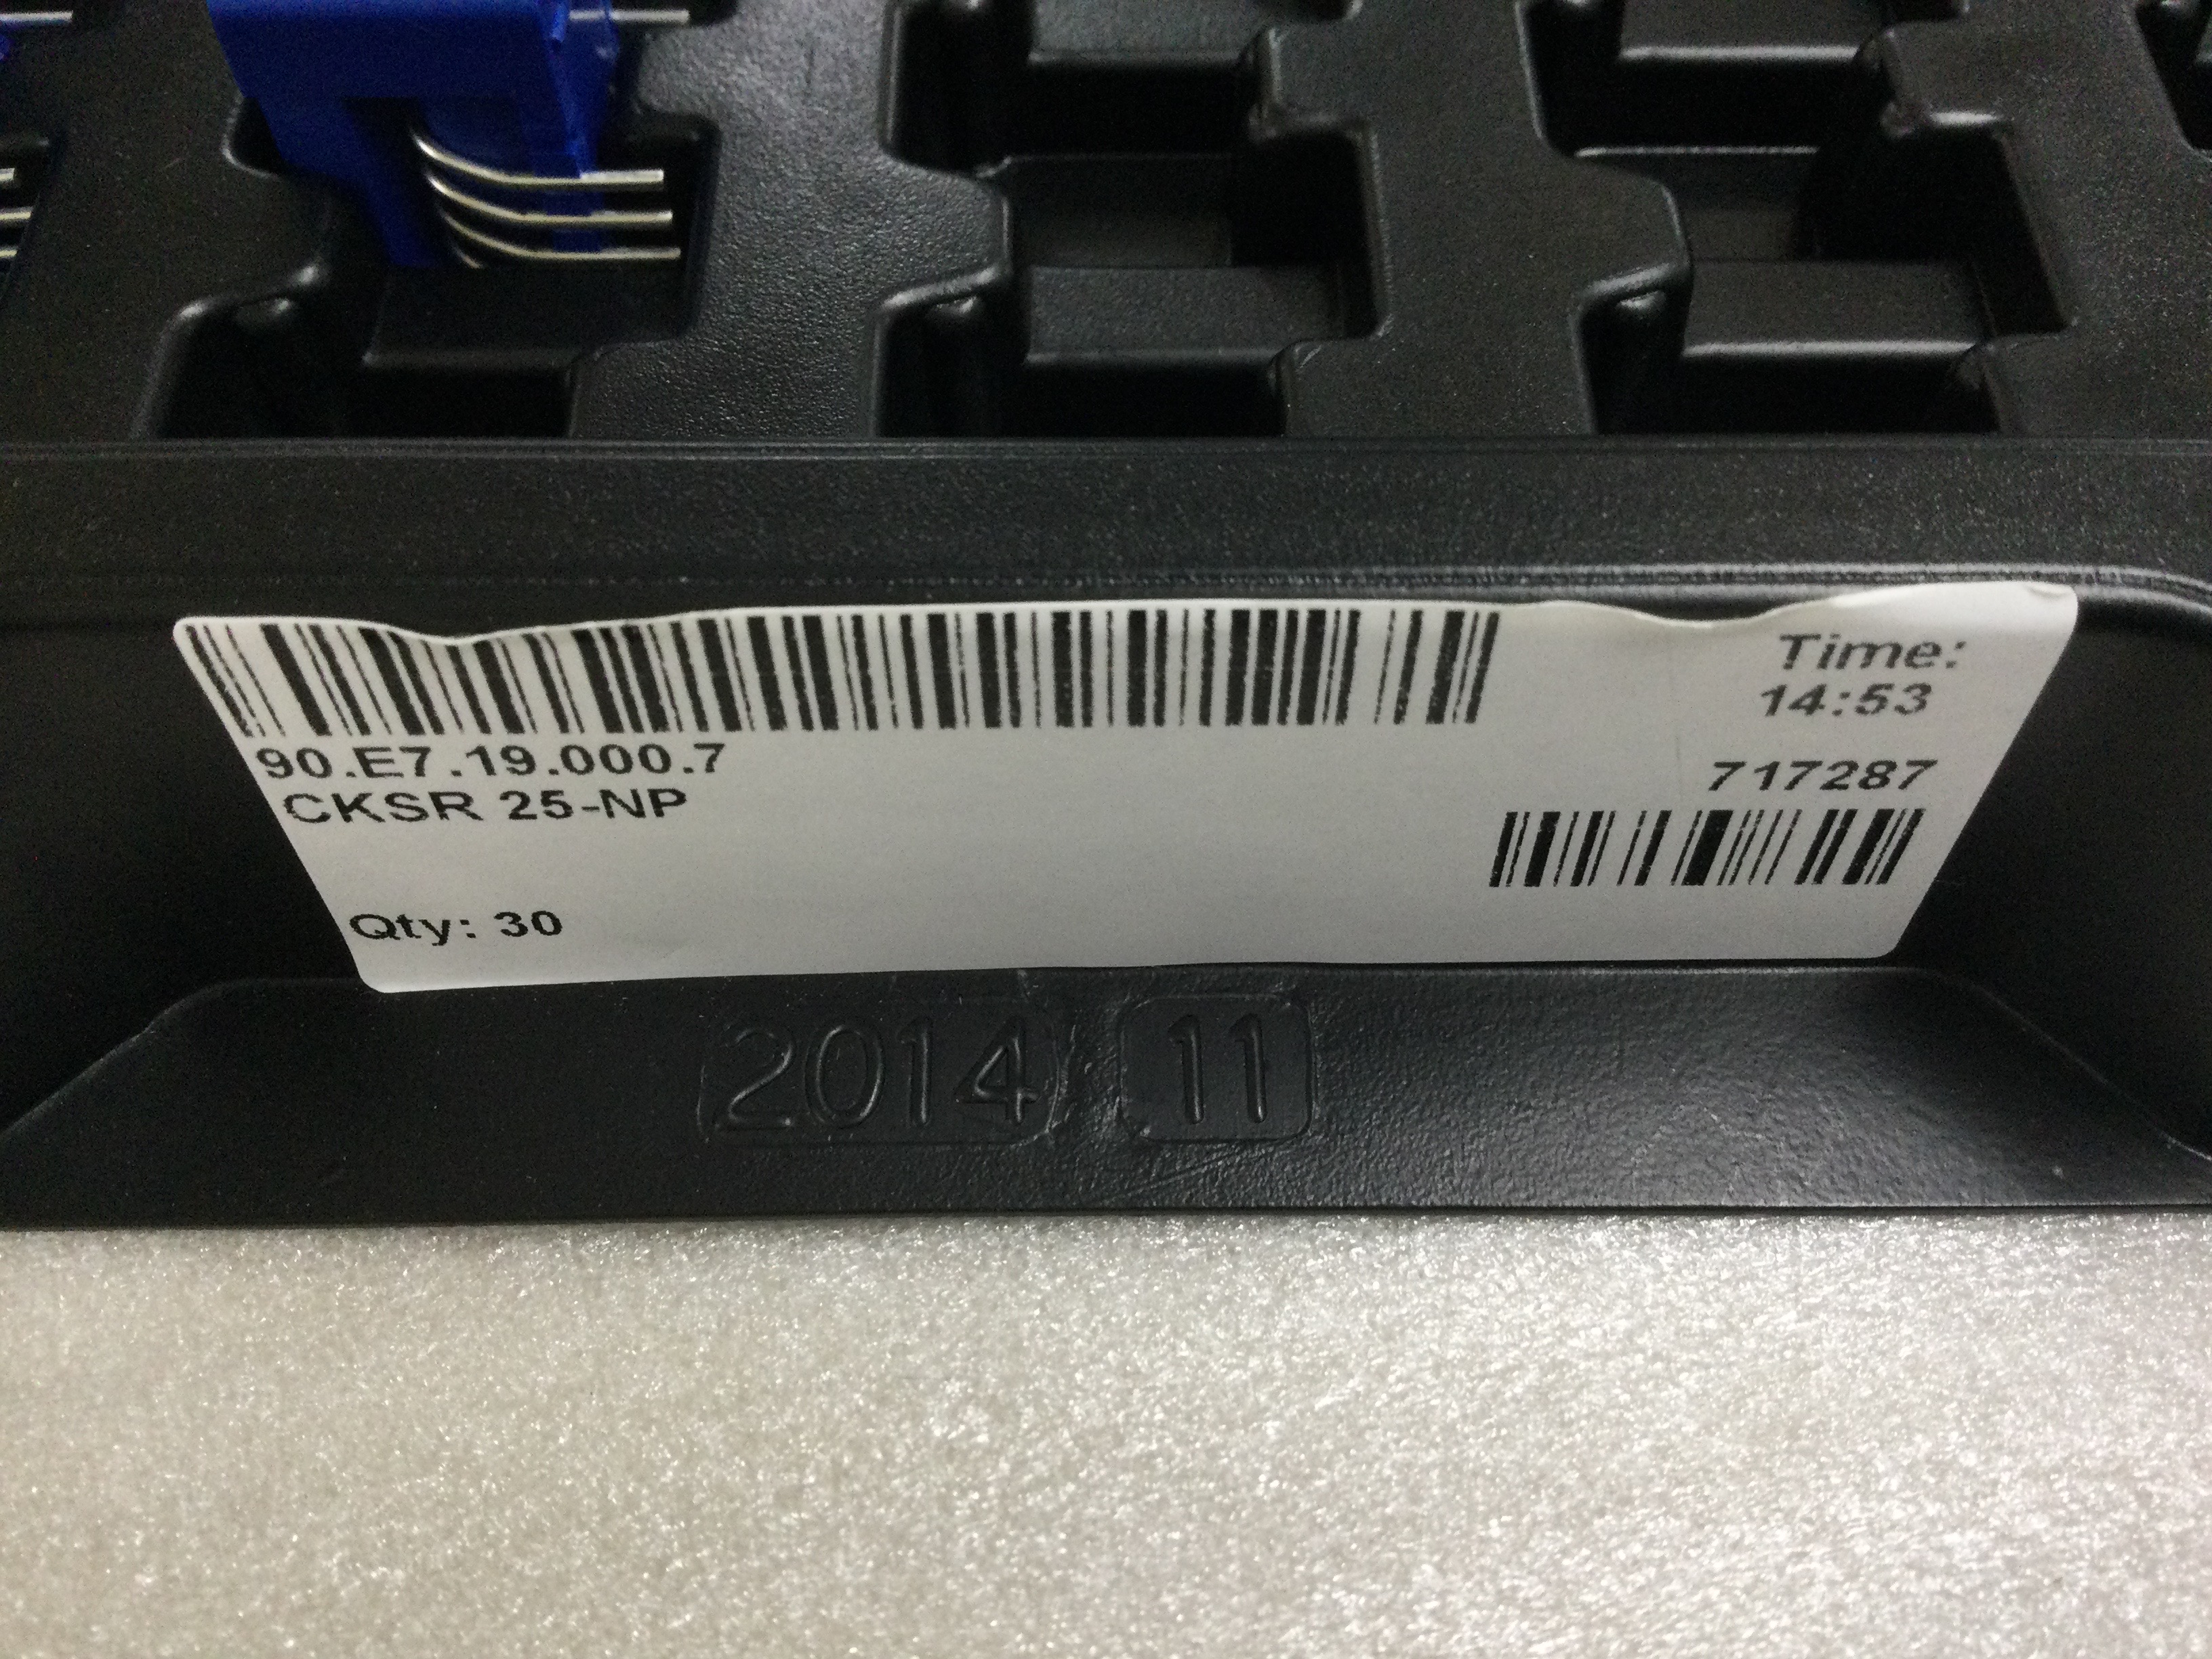 Time:
14:53
90.E7.19.000.7
717287
CKSR 25-NP
Qty: 30
2014 11